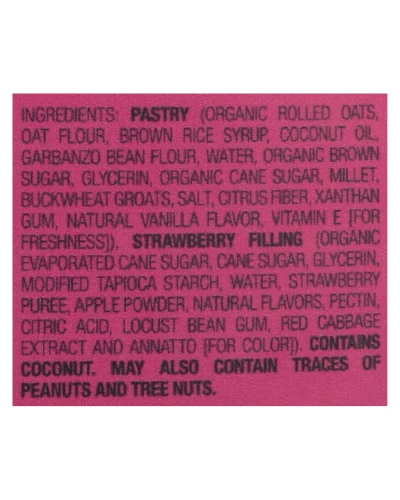 INGREDIENTS: PASTRY (ORGANIC ROLLED OATS,
OAT FLOUR, BROWN RICE SYRUP, COCONUT OIL,
GARBANZO BEAN FLOUR, WATER, ORGANIC BROWN
SUGAR, GLYCERIN, ORGANIC CANE SUGAR, MILLET,
BUCKWHEAT GROATS, SALT, CITRUS FIBER, XANTHAN
GUM, NATURAL VANILLA FLAVOR, VITAMIN E [FOR
FRESHNESS]). STRAWBERRY FILLING (ORGANIC
EVAPORATED CANE SUGAR, CANE SUGAR, GLYCERIN,
MODIFIED TAPIOCA STARCH, WATER, STRAWBERRY
PUREE, APPLE POWDER, NATURAL FLAVORS, PECTIN,
CITRIC ACID, LOCUST BEAN GUM, RED CABBAGE
EXTRACT AND ANNATTO [FOR COLOR]). CONTAINS
COCONUT. MAY ALSO CONTAIN TRACES OF
PEANUTS AND TREE NUTS.